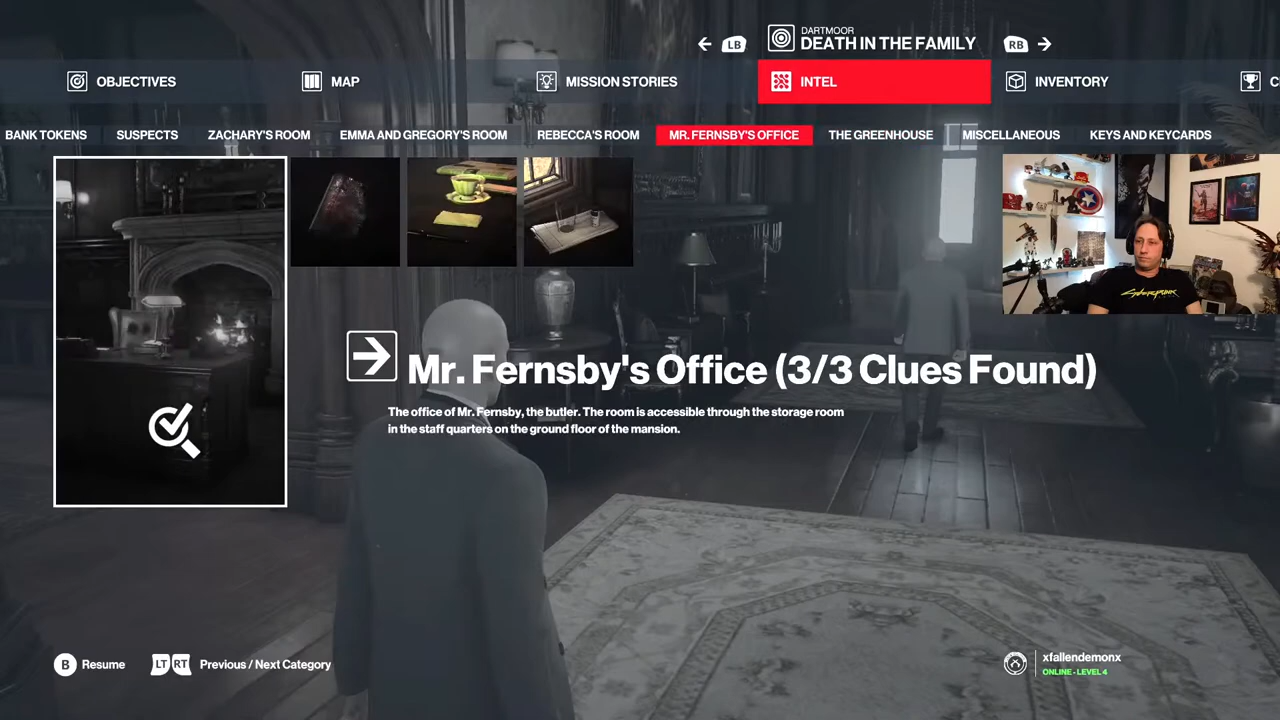 DARTMOOR
LB DEATH IN THE FAMILY RB
OBJECTIVES MAP MISSION STORIES INTEL INVENTORY C
BANK TOKENS SUSPECTS ZACHARY'S ROOM EMMA AND GREGORY'S ROOM REBECCA'S ROOM MR. FERNSBY'S OFFICE THE GREENHOUSE MISCELLANEOUS KEYS AND KEYCARDS
Mr. Fernsby's Office (3/3 Clues Found)
The office of Mr. Fernsby, the butler. The room is accessible through the storage room
in the staff quarters on the ground floor of the mansion.
B Resume LT RT Previous / Next Category
xfallendemonx
ONLINE - LEVEL 4